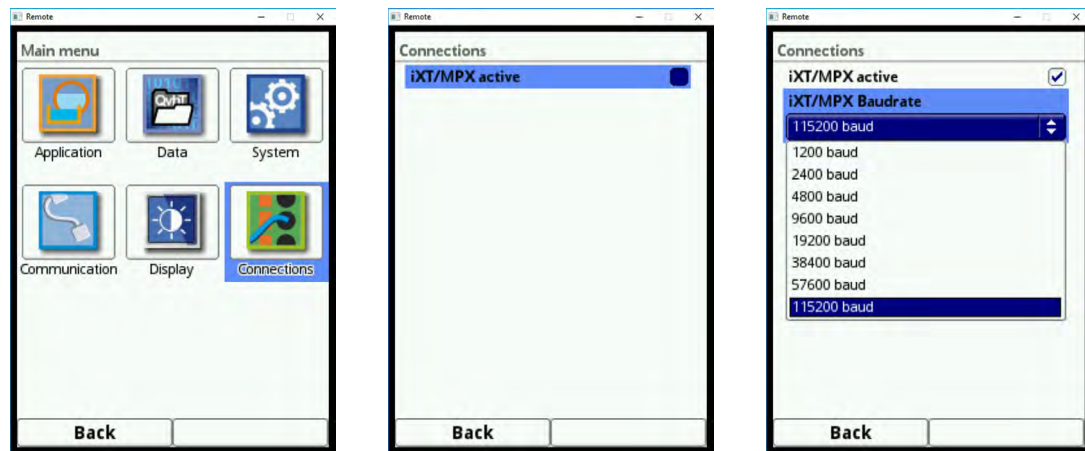 Remote
Main menu
QvhT
Application
Data
System
Communication
Display
Connections
Back
Remote
Connections
iXT/MPX active
Back
Remote
Connections
iXT/MPX active
iXT/MPX Baudrate
115200 baud
1200 baud
2400 baud
4800 baud
9600 baud
19200 baud
38400 baud
57600 baud
115200 baud
Back